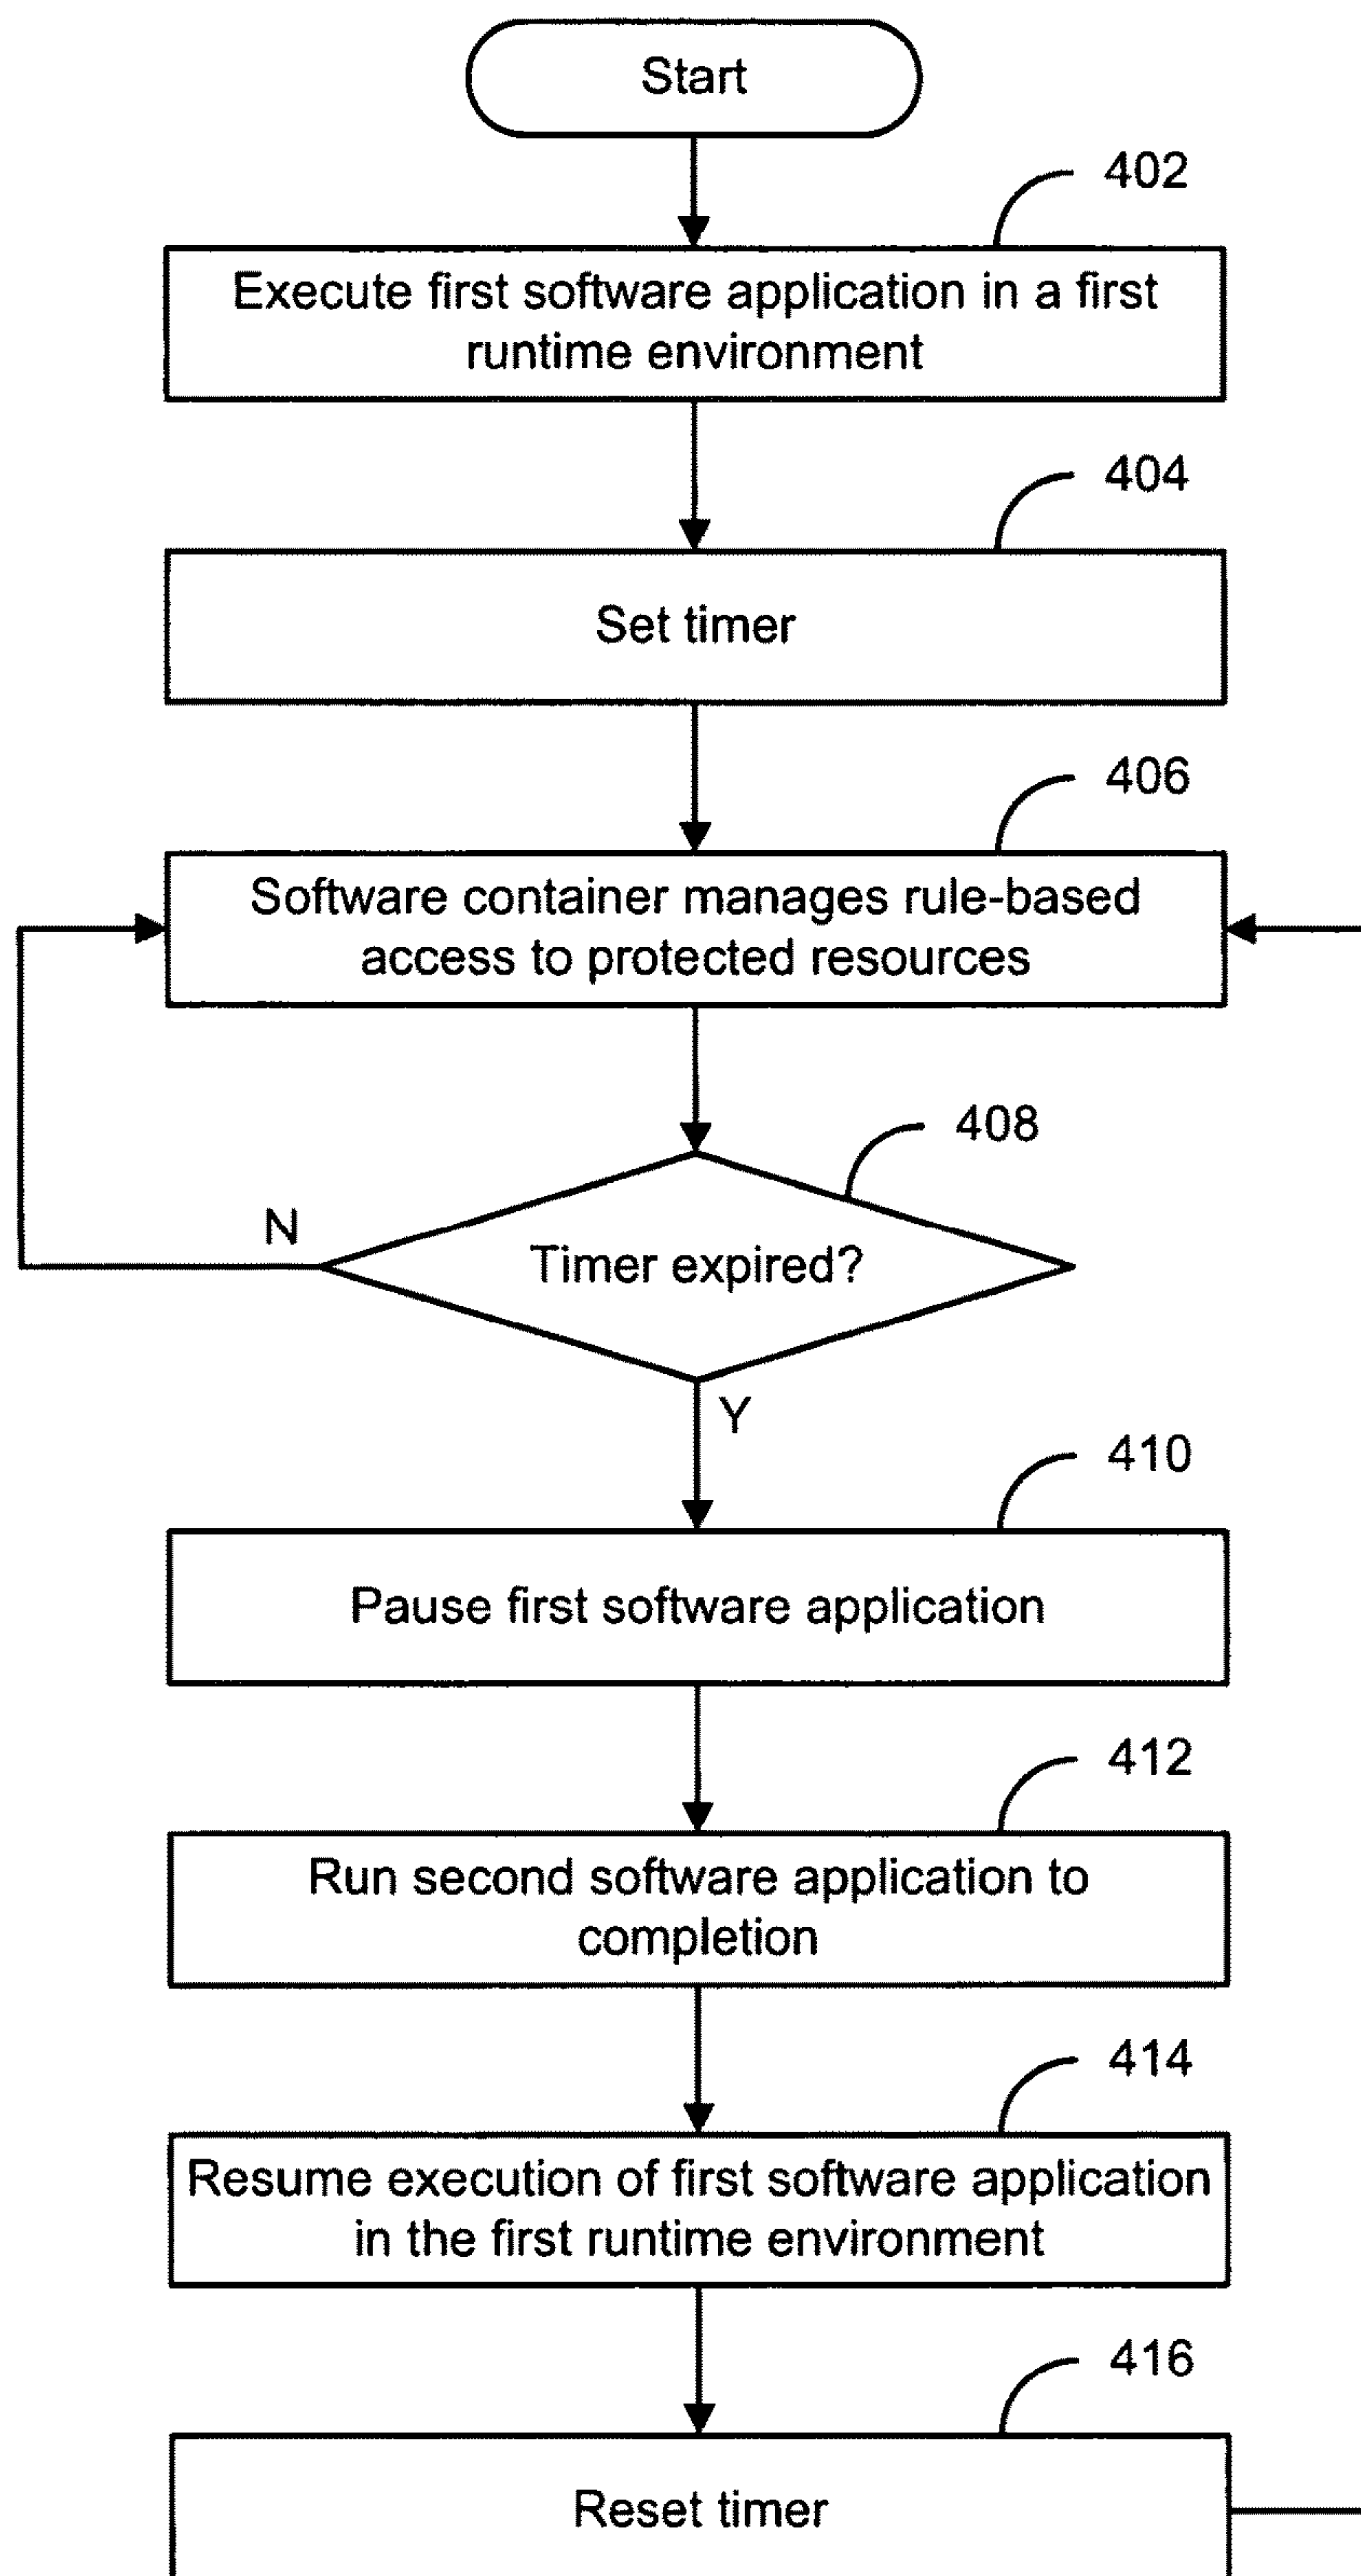 Start
402
Execute first software application in a first
runtime environment
404
Set timer
406
Software container manages rule-based
access to protected resources
408
Timer expired?
N
Y
410
Pause first software application
412
Run second software application to
completion
414
Resume execution of first software application
in the first runtime environment
416
Reset timer